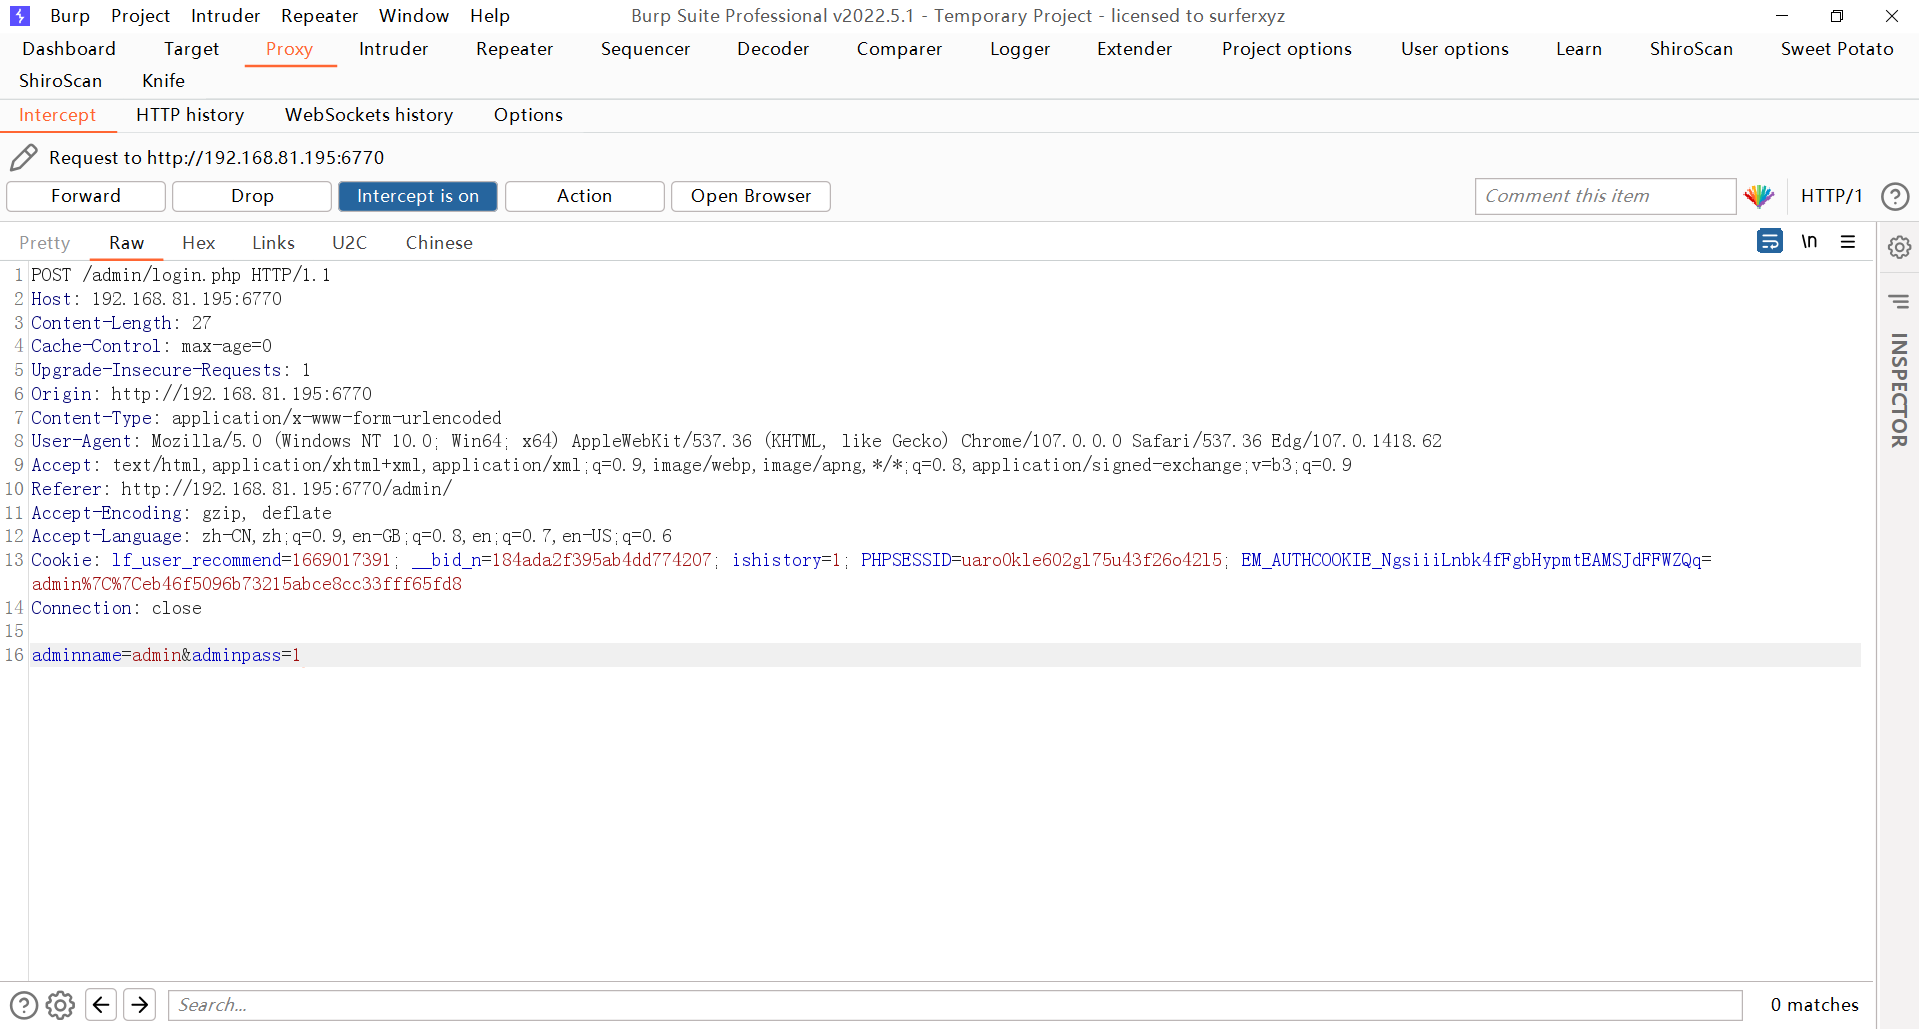 Burp Project Intruder Repeater Window Help Burp Suite Professional v2022.5.1 - Temporary Project - licensed to surferxyz
Dashboard Target Proxy Intruder Repeater Sequencer Decoder Comparer Logger Extender Project options User options Learn ShiroScan Sweet Potato
ShiroScan Knife
Intercept HTTP history WebSockets history Options
Request to http://192.168.81.195:6770
Forward Drop Intercept is on Action Open Browser Comment this item HTTP/1
Pretty Raw Hex Links U2C Chinese \n
1 POST /admin/login.php HTTP/1.1
2 Host: 192.168.81.195:6770
3 Content-Length: 27
4 Cache-Control: max-age=0
5 Upgrade-Insecure-Requests: 1
6 Origin: http://192.168.81.195:6770
7 Content-Type: application/x-www-form-urlencoded
8 User-Agent: Mozilla/5.0 (Windows NT 10.0; Win64; x64) AppleWebKit/537.36 (KHTML, like Gecko) Chrome/107.0.0.0 Safari/537.36 Edg/107.0.1418.62
9 Accept: text/html,application/xhtml+xml,application/xml;q=0.9,image/webp,image/apng,*/*;q=0.8,application/signed-exchange;v=b3;q=0.9
10 Referer: http://192.168.81.195:6770/admin/
11 Accept-Encoding: gzip, deflate
12 Accept-Language: zh-CN,zh;q=0.9,en-GB;q=0.8,en;q=0.7,en-US;q=0.6
13 Cookie: lf_user_recommend=1669017391; __bid_n=184ada2f395ab4dd774207; ishistory=1; PHPSESSID=uaro0kle602gl75u43f26o42l5; EM_AUTHCOOKIE_NgsiiiLnbk4fFgbHypmtEAMSJdFFWZQq=
admin%7C%7Ceb46f5096b73215abce8cc33fff65fd8
14 Connection: close
15
16 adminname=admin&adminpass=1
INSPECTOR
Search... 0 matches